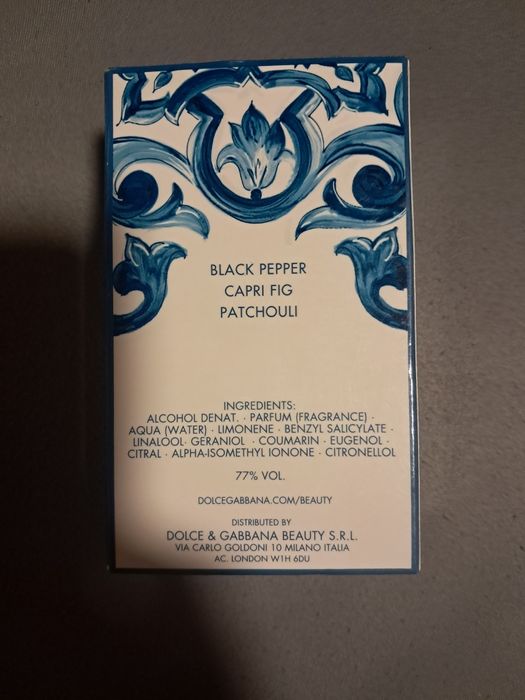 BLACK PEPPER
CAPRI FIG
PATCHOULI
INGREDIENTS:
ALCOHOL DENAT. · PARFUM (FRAGRANCE) ·
AQUA (WATER) · LIMONENE · BENZYL SALICYLATE ·
LINALOOL· GERANIOL · COUMARIN · EUGENOL ·
CITRAL · ALPHA-ISOMETHYL IONONE · CITRONELLOL
77% VOL.
DOLCEGABBANA.COM/BEAUTY
DISTRIBUTED BY
DOLCE & GABBANA BEAUTY S.R.L.
VIA CARLO GOLDONI 10 MILANO ITALIA
AC. LONDON W1H 6DU